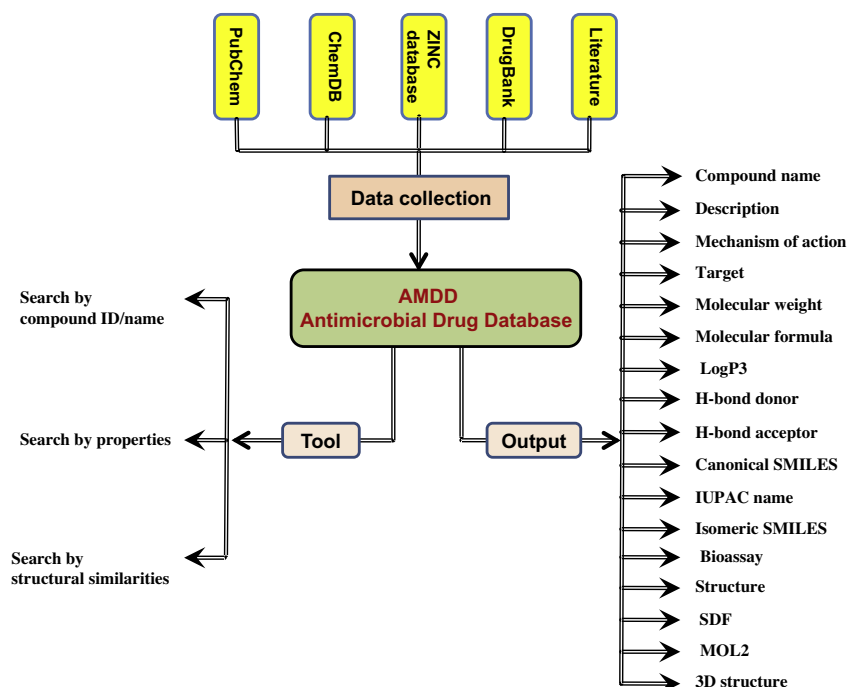 PubChem
ChemDB
ZINC
database
DrugBank
Literature
Data collection
AMDD
Antimicrobial Drug Database
Tool
Output
Search by
compound ID/name
Search by properties
Search by
structural similarities
Compound name
Description
Mechanism of action
Target
Molecular weight
Molecular formula
LogP3
H-bond donor
H-bond acceptor
Canonical SMILES
IUPAC name
Isomeric SMILES
Bioassay
Structure
SDF
MOL2
3D structure